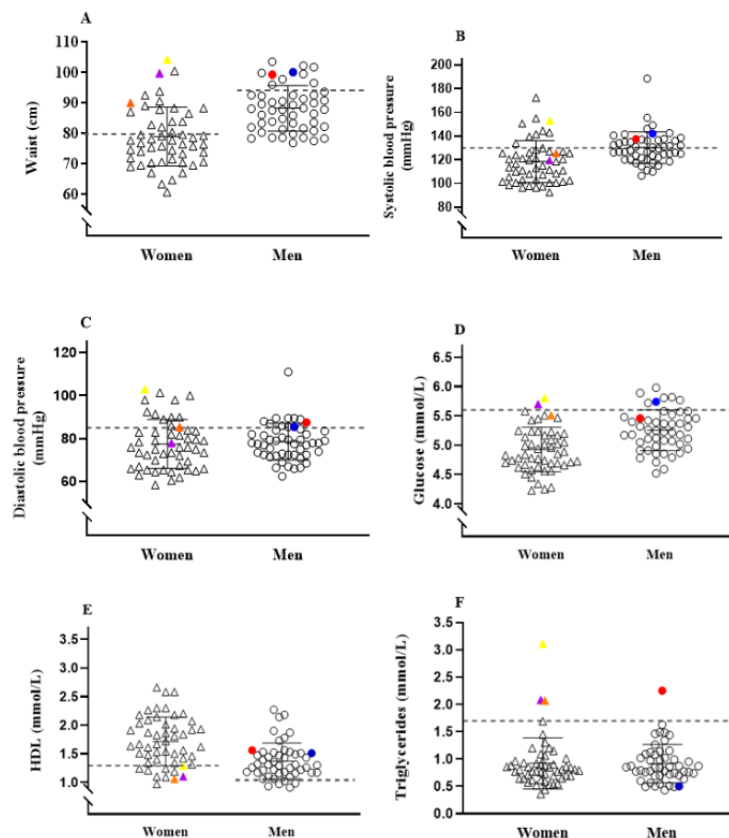 A
110
100
90
80
70
60
Waist (cm)
Women
Men
B
200
180
160
140
120
100
80
Systolic blood pressure
(mmHg)
Women
Men
C
120
100
80
60
Diastolic blood pressure
(mmHg)
Women
Men
D
6.5
6.0
5.5
5.0
4.5
4.0
Glucose (mmol/L)
Women
Men
E
3.5
3.0
2.5
2.0
1.5
1.0
HDL (mmol/L)
Women
Men
F
3.5
3.0
2.5
2.0
1.5
1.0
0.5
0.0
Triglycerides (mmol/L)
Women
Men